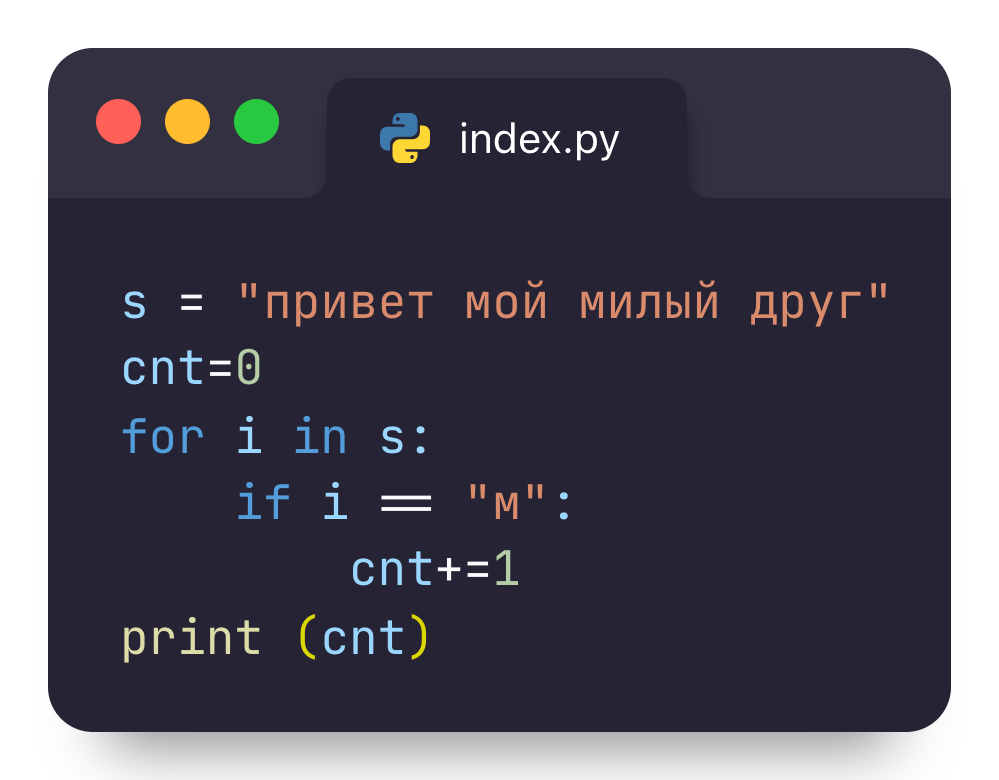 index.py
s = "привет мой милый друг"
cnt=0
for i in s:
    if i == "м":
        cnt+=1
print (cnt)